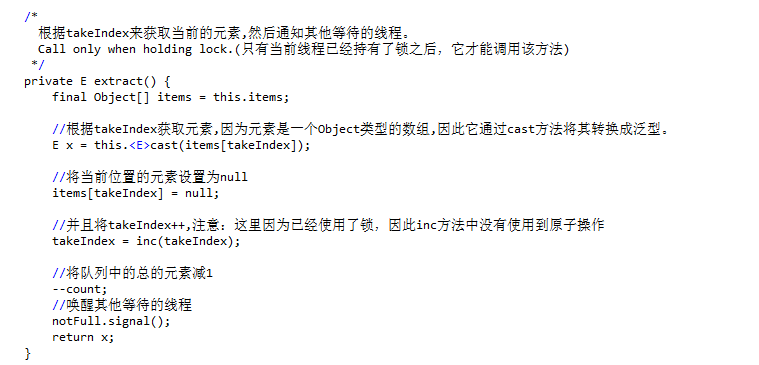 /*
根据takeIndex来获取当前的元素,然后通知其他等待的线程。
Call only when holding lock.(只有当前线程已经持有了锁之后，它才能调用该方法)
*/
private E extract() {
final Object[] items = this.items;
//根据takeIndex获取元素,因为元素是一个Object类型的数组,因此它通过cast方法将其转换成泛型。
E x = this.<E>cast(items[takeIndex]);
//将当前位置的元素设置为null
items[takeIndex] = null;
//并且将takeIndex++,注意：这里因为已经使用了锁，因此inc方法中没有使用到原子操作
takeIndex = inc(takeIndex);
//将队列中的总的元素减1
--count;
//唤醒其他等待的线程
notFull.signal();
return x;
}